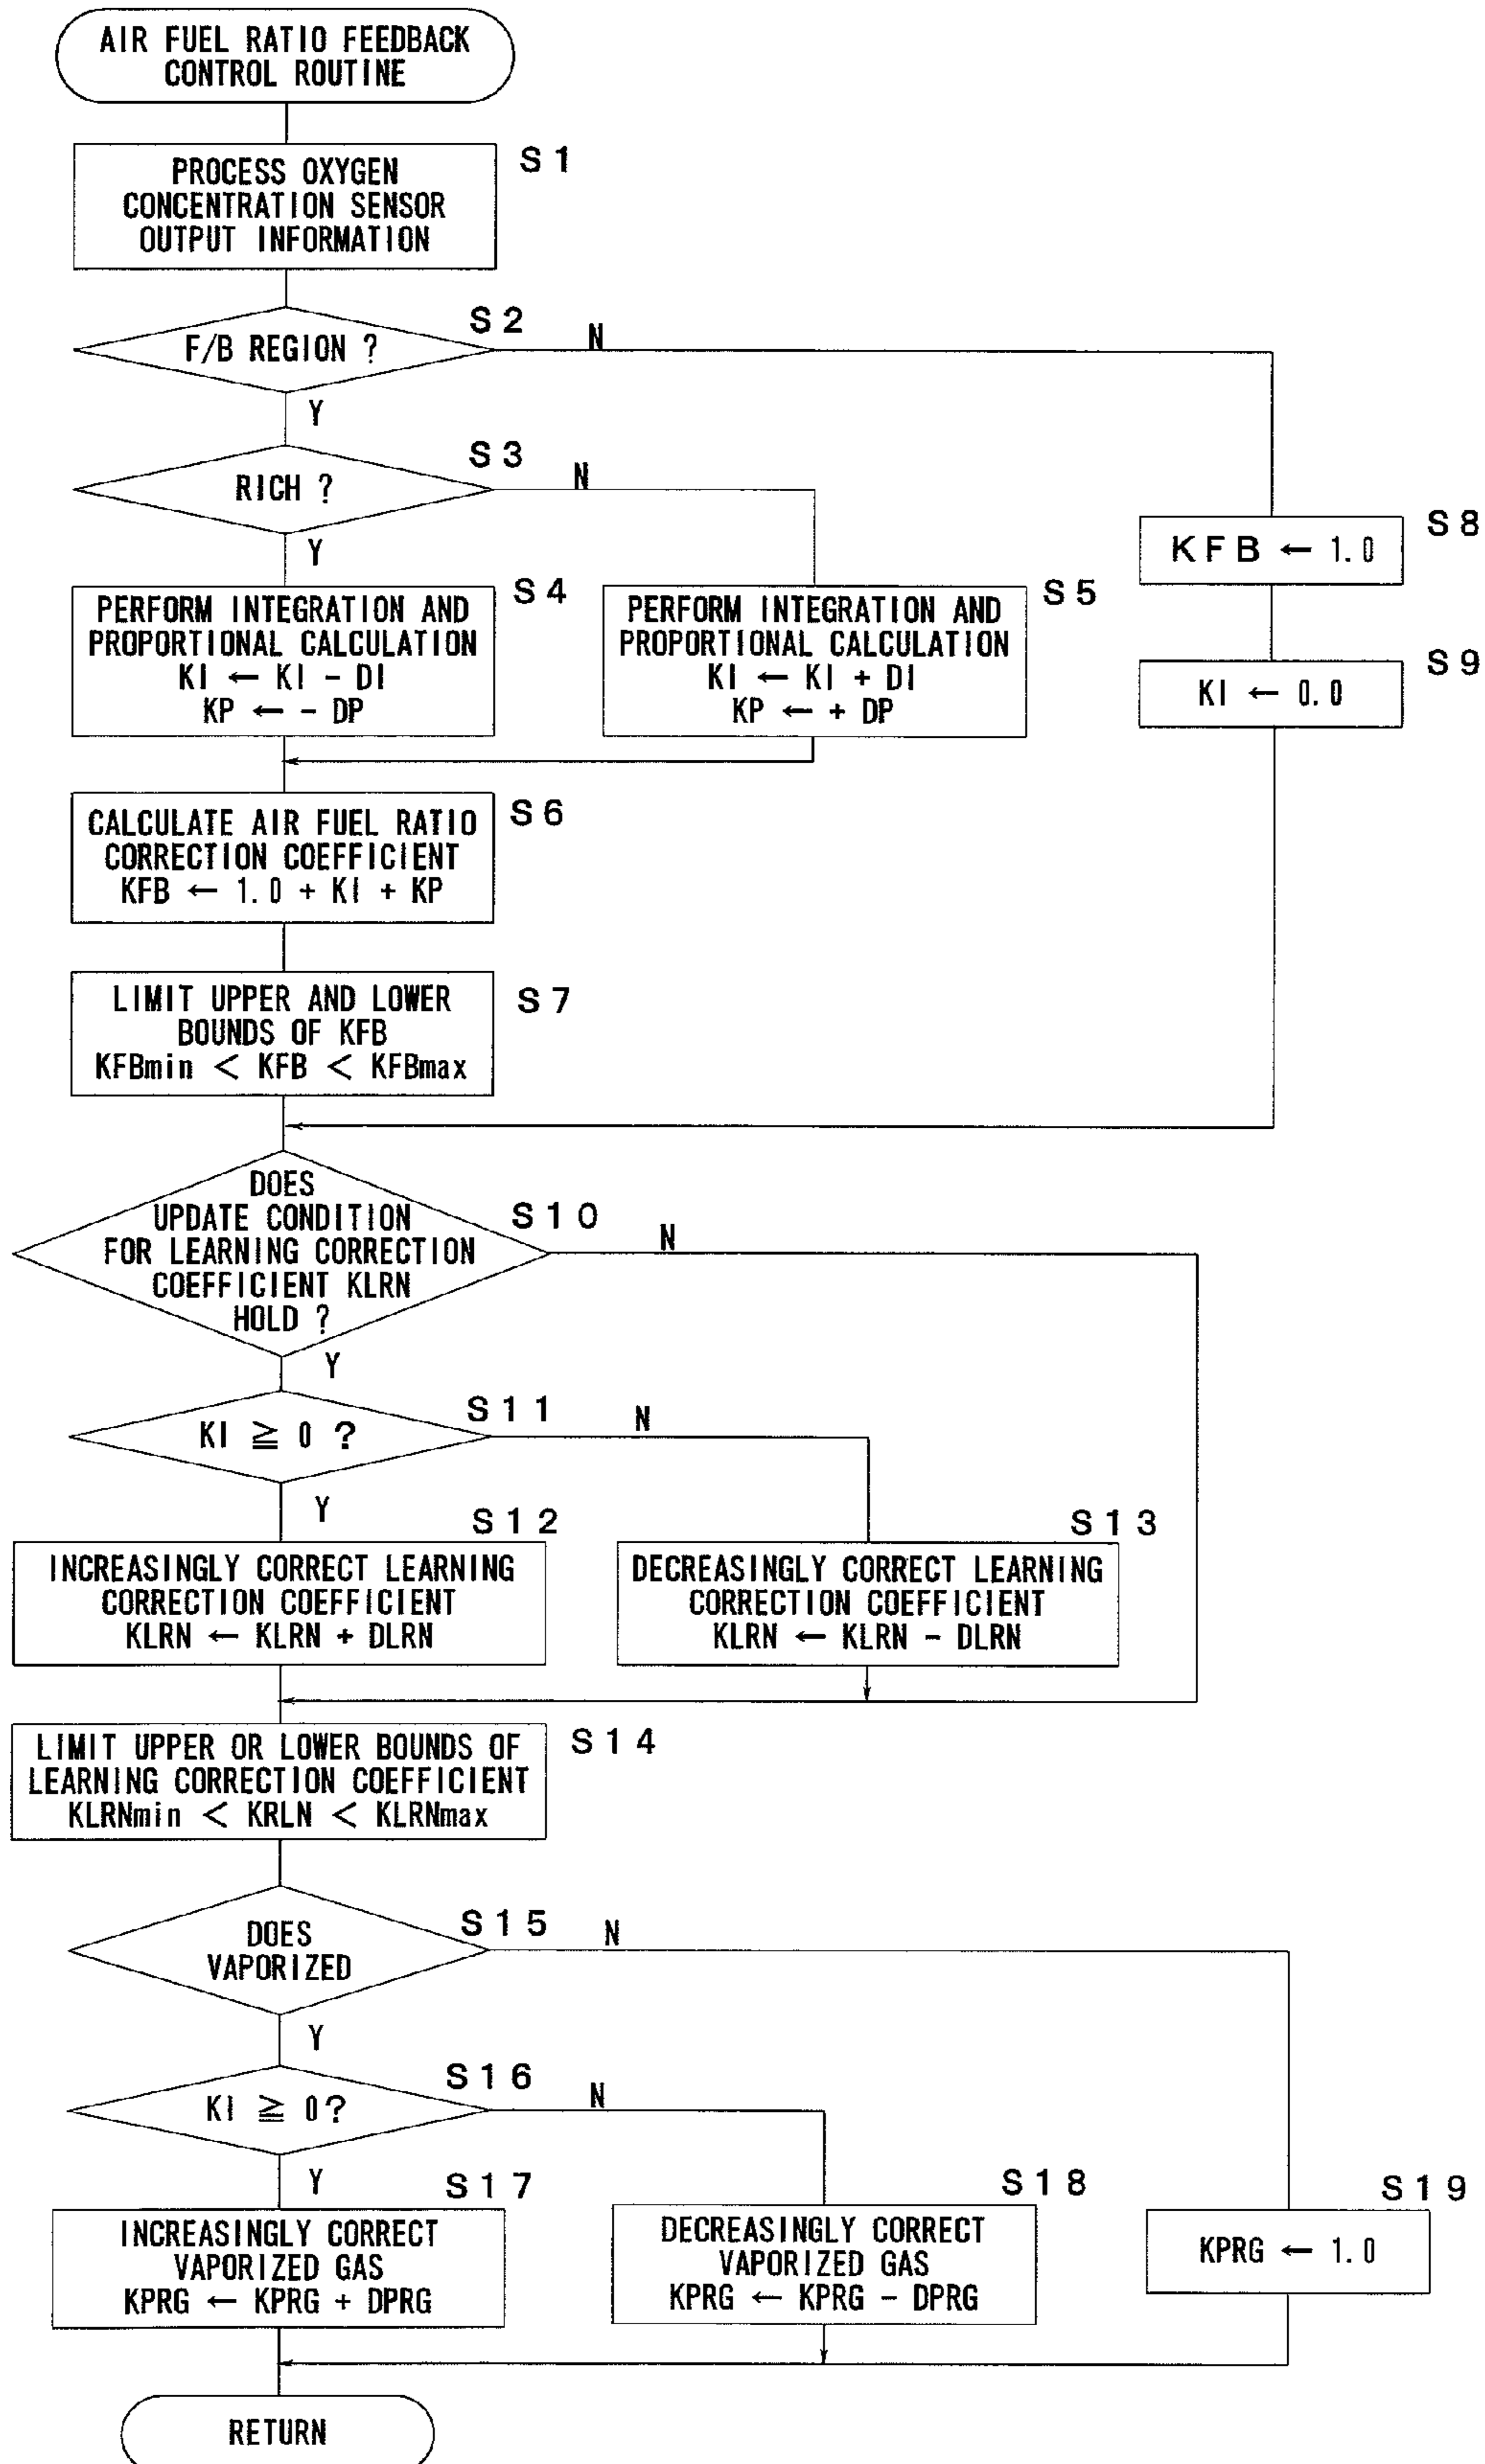 AIR FUEL RATIO FEEDBACK
CONTROL ROUTINE
PROCESS OXYGEN
CONCENTRATION SENSOR
OUTPUT INFORMATION
S1
F/B REGION ?
S2
N
Y
RICH ?
S3
N
Y
KFB ← 1.0
S8
PERFORM INTEGRATION AND
PROPORTIONAL CALCULATION
KI ← KI - DI
KP ← - DP
S4
PERFORM INTEGRATION AND
PROPORTIONAL CALCULATION
KI ← KI + DI
KP ← + DP
S5
KI ← 0.0
S9
CALCULATE AIR FUEL RATIO
CORRECTION COEFFICIENT
KFB ← 1.0 + KI + KP
S6
LIMIT UPPER AND LOWER
BOUNDS OF KFB
KFBmin < KFB < KFBmax
S7
DOES
UPDATE CONDITION
FOR LEARNING CORRECTION
COEFFICIENT KLRN
HOLD ?
S10
N
Y
KI ≧ 0 ?
S11
N
Y
INCREASINGLY CORRECT LEARNING
CORRECTION COEFFICIENT
KLRN ← KLRN + DLRN
S12
DECREASINGLY CORRECT LEARNING
CORRECTION COEFFICIENT
KLRN ← KLRN - DLRN
S13
LIMIT UPPER OR LOWER BOUNDS OF
LEARNING CORRECTION COEFFICIENT
KLRNmin < KRLN < KLRNmax
S14
DOES
VAPORIZED
S15
N
Y
KI ≧ 0?
S16
N
Y
INCREASINGLY CORRECT
VAPORIZED GAS
KPRG ← KPRG + DPRG
S17
DECREASINGLY CORRECT
VAPORIZED GAS
KPRG ← KPRG - DPRG
S18
KPRG ← 1.0
S19
RETURN